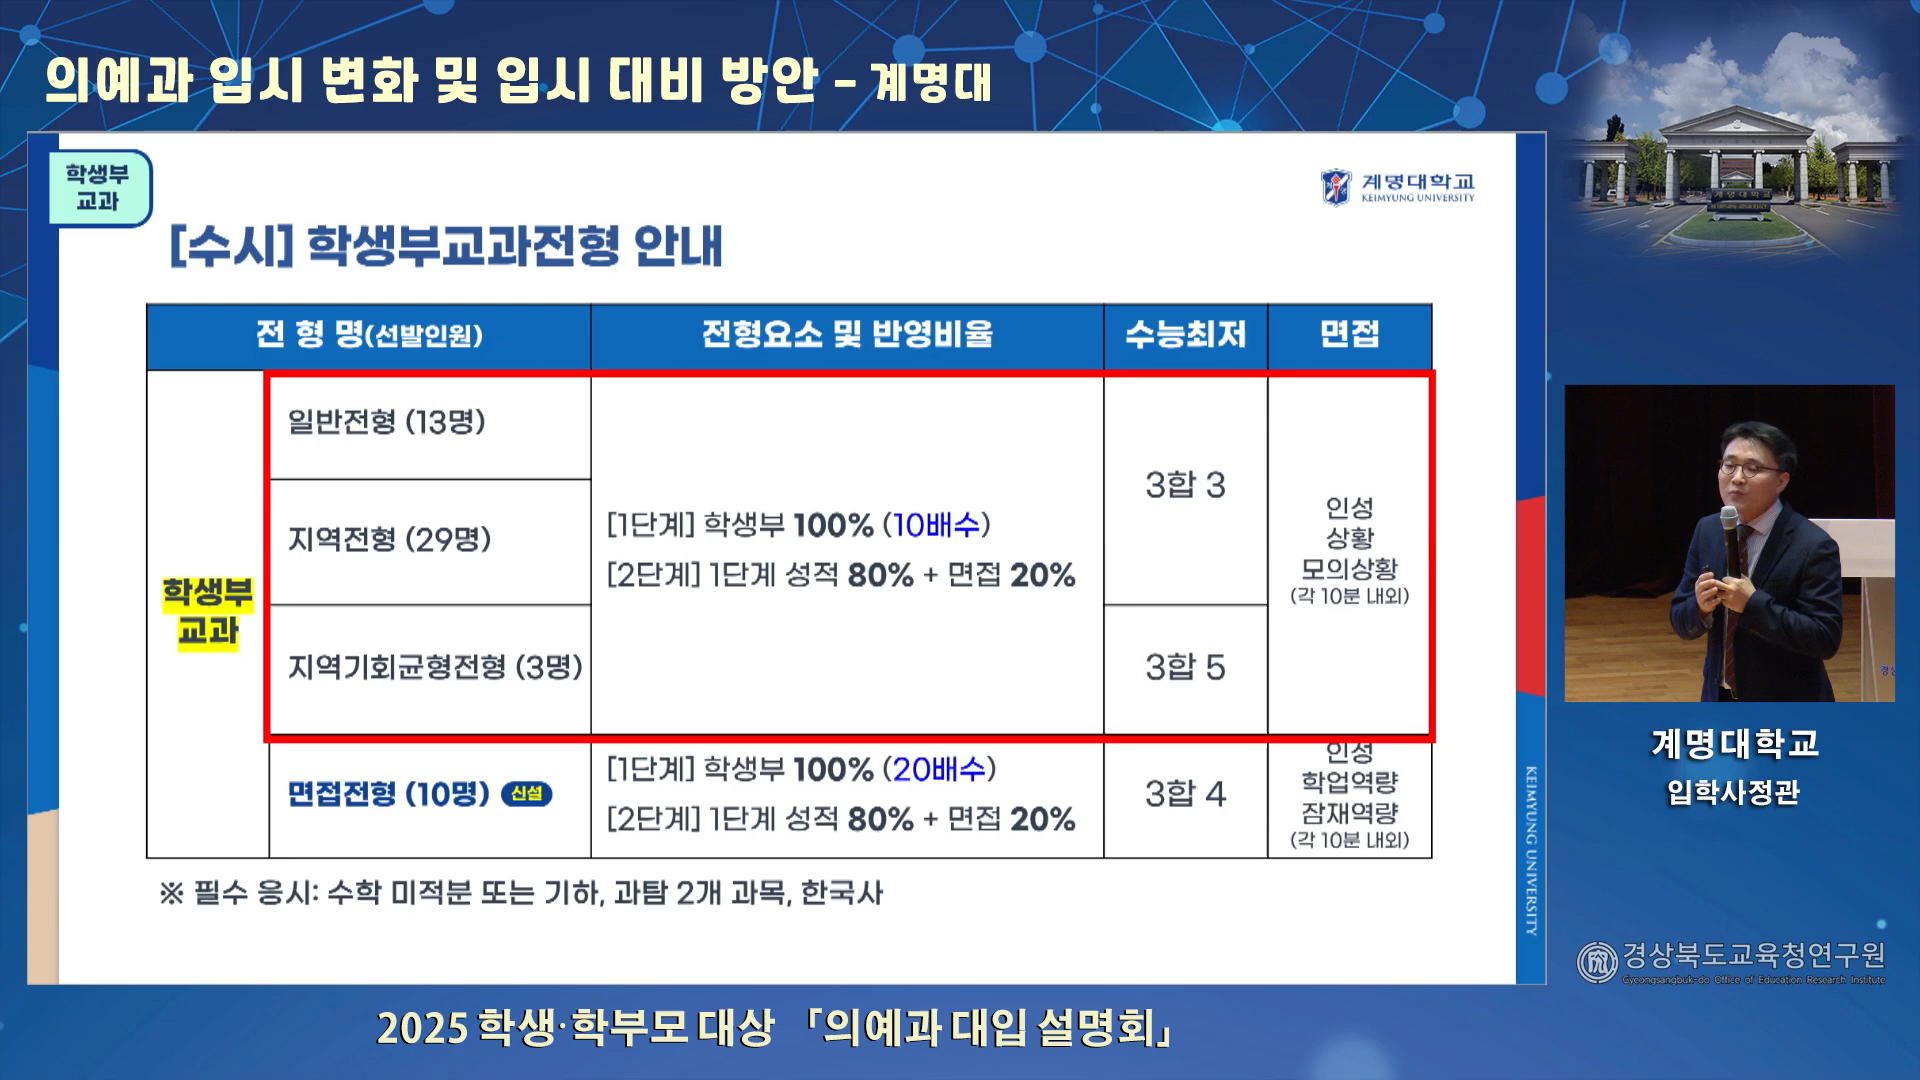 의예과 입시 변화 및 입시 대비 방안 - 계명대
학생부
교과
계명대학교
KEIMYUNG UNIVERSITY
[수시] 학생부교과전형 안내
전 형 명(선발인원)
전형요소 및 반영비율
수능최저
면접
학생부
교과
일반전형 (13명)
지역전형 (29명)
지역기회균형전형 (3명)
[1단계] 학생부 100% (10배수)
[2단계] 1단계 성적 80% + 면접 20%
3합 3
3합 5
인성
상황
모의상황
(각 10분 내외)
면접전형 (10명) 신설
[1단계] 학생부 100% (20배수)
[2단계] 1단계 성적 80% + 면접 20%
3합 4
인성
학업역량
잠재역량
(각 10분 내외)
※ 필수 응시: 수학 미적분 또는 기하, 과탐 2개 과목, 한국사
KEIMYUNG UNIVERSITY
계명대학교
계명대학교
입학사정관
경상북도교육청연구원
Gyeongsangbuk-do Office of Education Research Institute
2025 학생·학부모 대상 「의예과 대입 설명회」